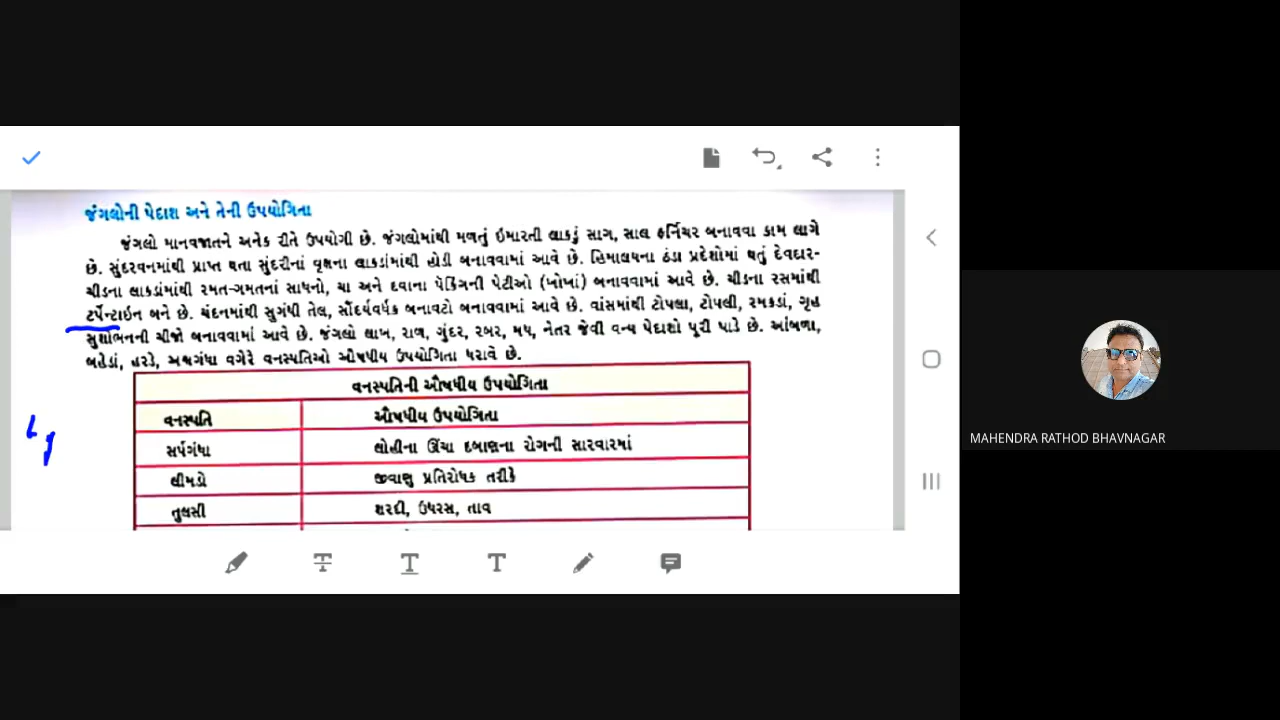 જંગલોની પેદાશ અને તેની ઉપયોગિતા
જંગલો માનવજાતને અનેક રીતે ઉપયોગી છે. જંગલોમાંથી મળતું ઇમારતી લાકડું સાગ, સાલ ફર્નિચર બનાવવા કામ લાગે
છે. સુંદરવનમાંથી પ્રાપ્ત થતા સુંદરીનાં વૃક્ષના લાકડાંમાંથી હોડી બનાવવામાં આવે છે. હિમાલયના ઠંડા પ્રદેશોમાં થતું દેવદાર-
ચીડના લાકડાંમાંથી રમત-ગમતનાં સાધનો, ચા અને દવાના પૅકિંગની પેટીઓ (ખોખાં) બનાવવામાં આવે છે. ચીડના રસમાંથી
ટર્પેન્ટાઇન બને છે. ચંદનમાંથી સુગંધી તેલ, સૌંદર્યવર્ધક બનાવટો બનાવવામાં આવે છે. વાંસમાંથી ટોપલા, ટોપલી, રમકડાં, ગૃહ
સુશોભનની ચીજો બનાવવામાં આવે છે. જંગલો લાખ, રાળ, ગુંદર, રબર, મધ, નેતર જેવી વન્ય પેદાશો પૂરી પાડે છે. આંબળા,
બહેડાં, હરડે, અશ્વગંધા વગેરે વનસ્પતિઓ ઔષધીય ઉપયોગિતા ધરાવે છે.
વનસ્પતિની ઔષધીય ઉપયોગિતા
વનસ્પતિ ઔષધીય ઉપયોગિતા
સર્પગંધા લોહીના ઊંચા દબાણના રોગની સારવારમાં
લીમડો જીવાણુ પ્રતિરોધક તરીકે
તુલસી શરદી, ઉધરસ, તાવ
MAHENDRA RATHOD BHAVNAGAR